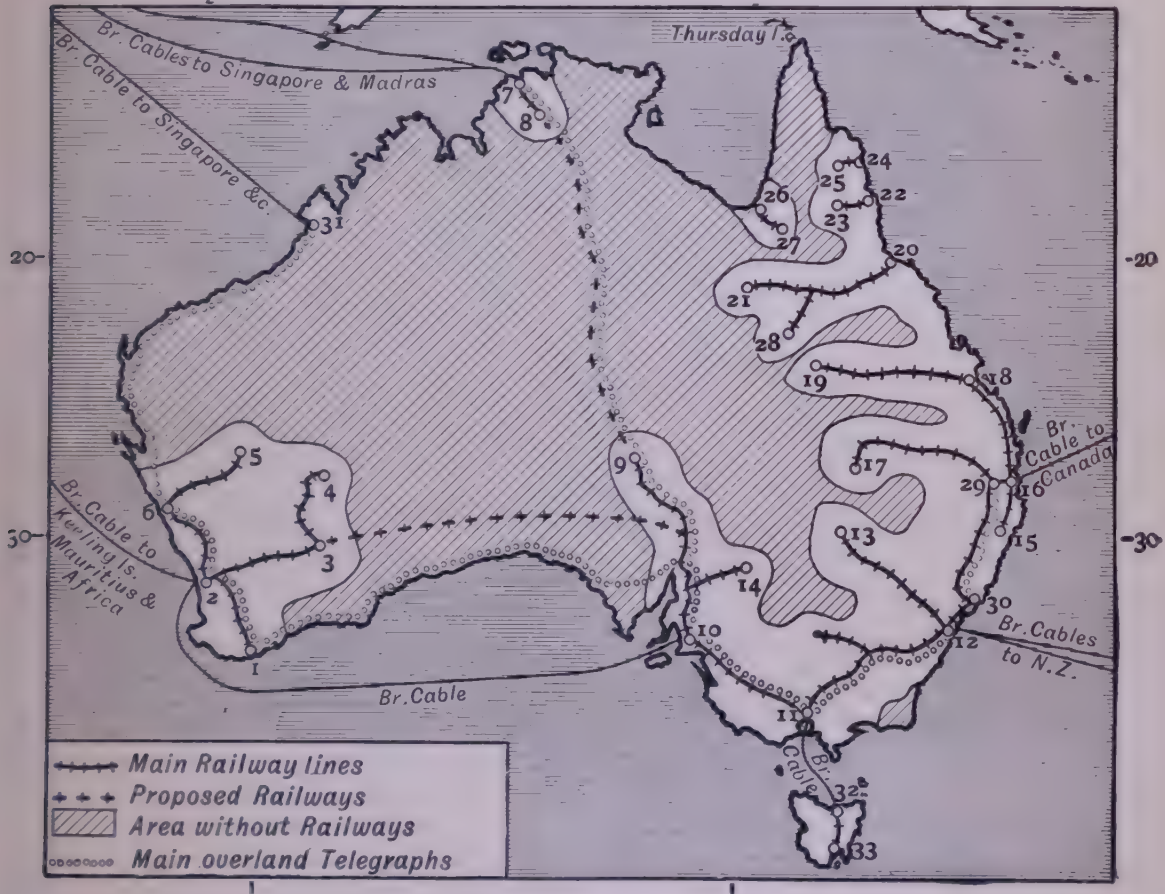 Thursday I.
Br. Cables to Singapore & Madras
Br. Cable to Singapore &c.
7
8
24
25
22
23
26
27
31
20
20
20
21
28
19
18
5
4
9
17
29
16
Br.
Cable to
Canada
6
Br. Cable to
Keeling Is.
Mauritius &
Africa
30
3
13
15
30
2
14
30
10
12
Br. Cables
to N.Z.
1
Br. Cable
11
Br.
Cable
32
33
Main Railway lines
Proposed Railways
Area without Railways
Main overland Telegraphs